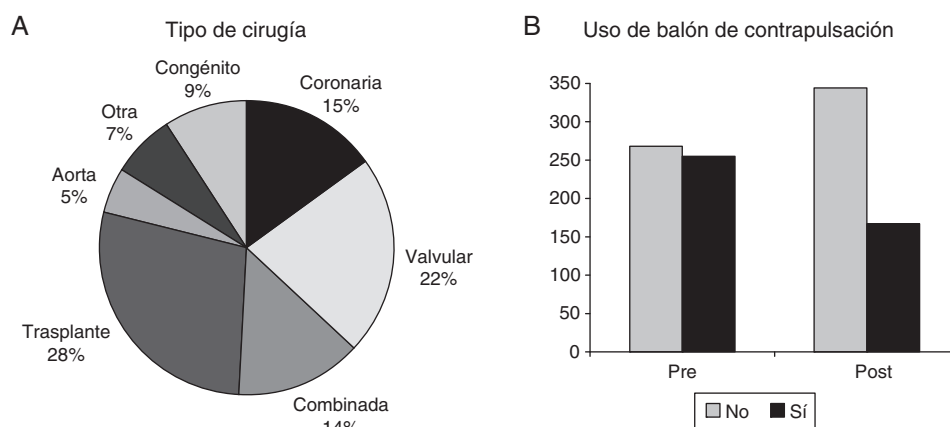 A
Tipo de cirugía
Congénito
9%
Coronaria
15%
Otra
7%
Aorta
5%
Valvular
22%
Trasplante
28%
Combinada
14%
B
Uso de balón de contrapulsación
350
300
250
200
150
100
50
0
Pre
Post
No
Sí